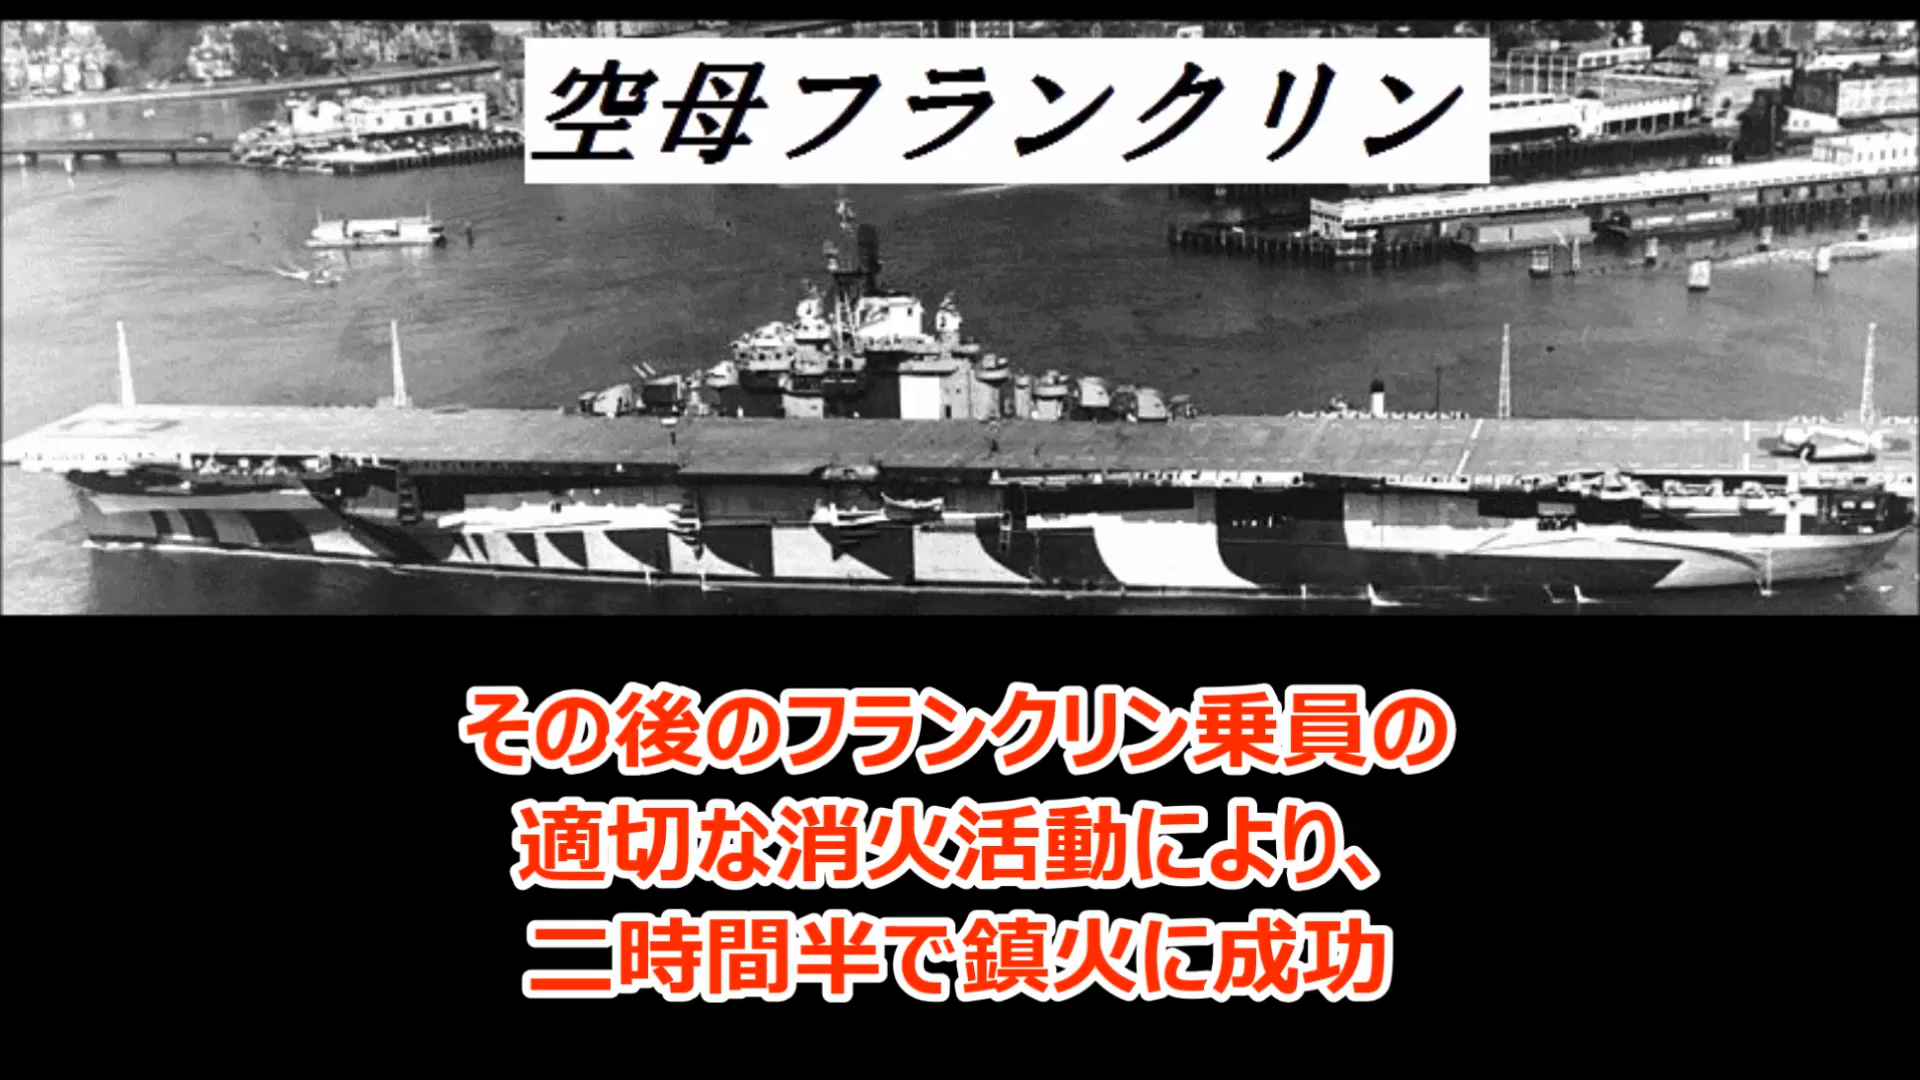 空母フランクリン
その後のフランクリン乗員の
適切な消火活動により、
二時間半で鎮火に成功